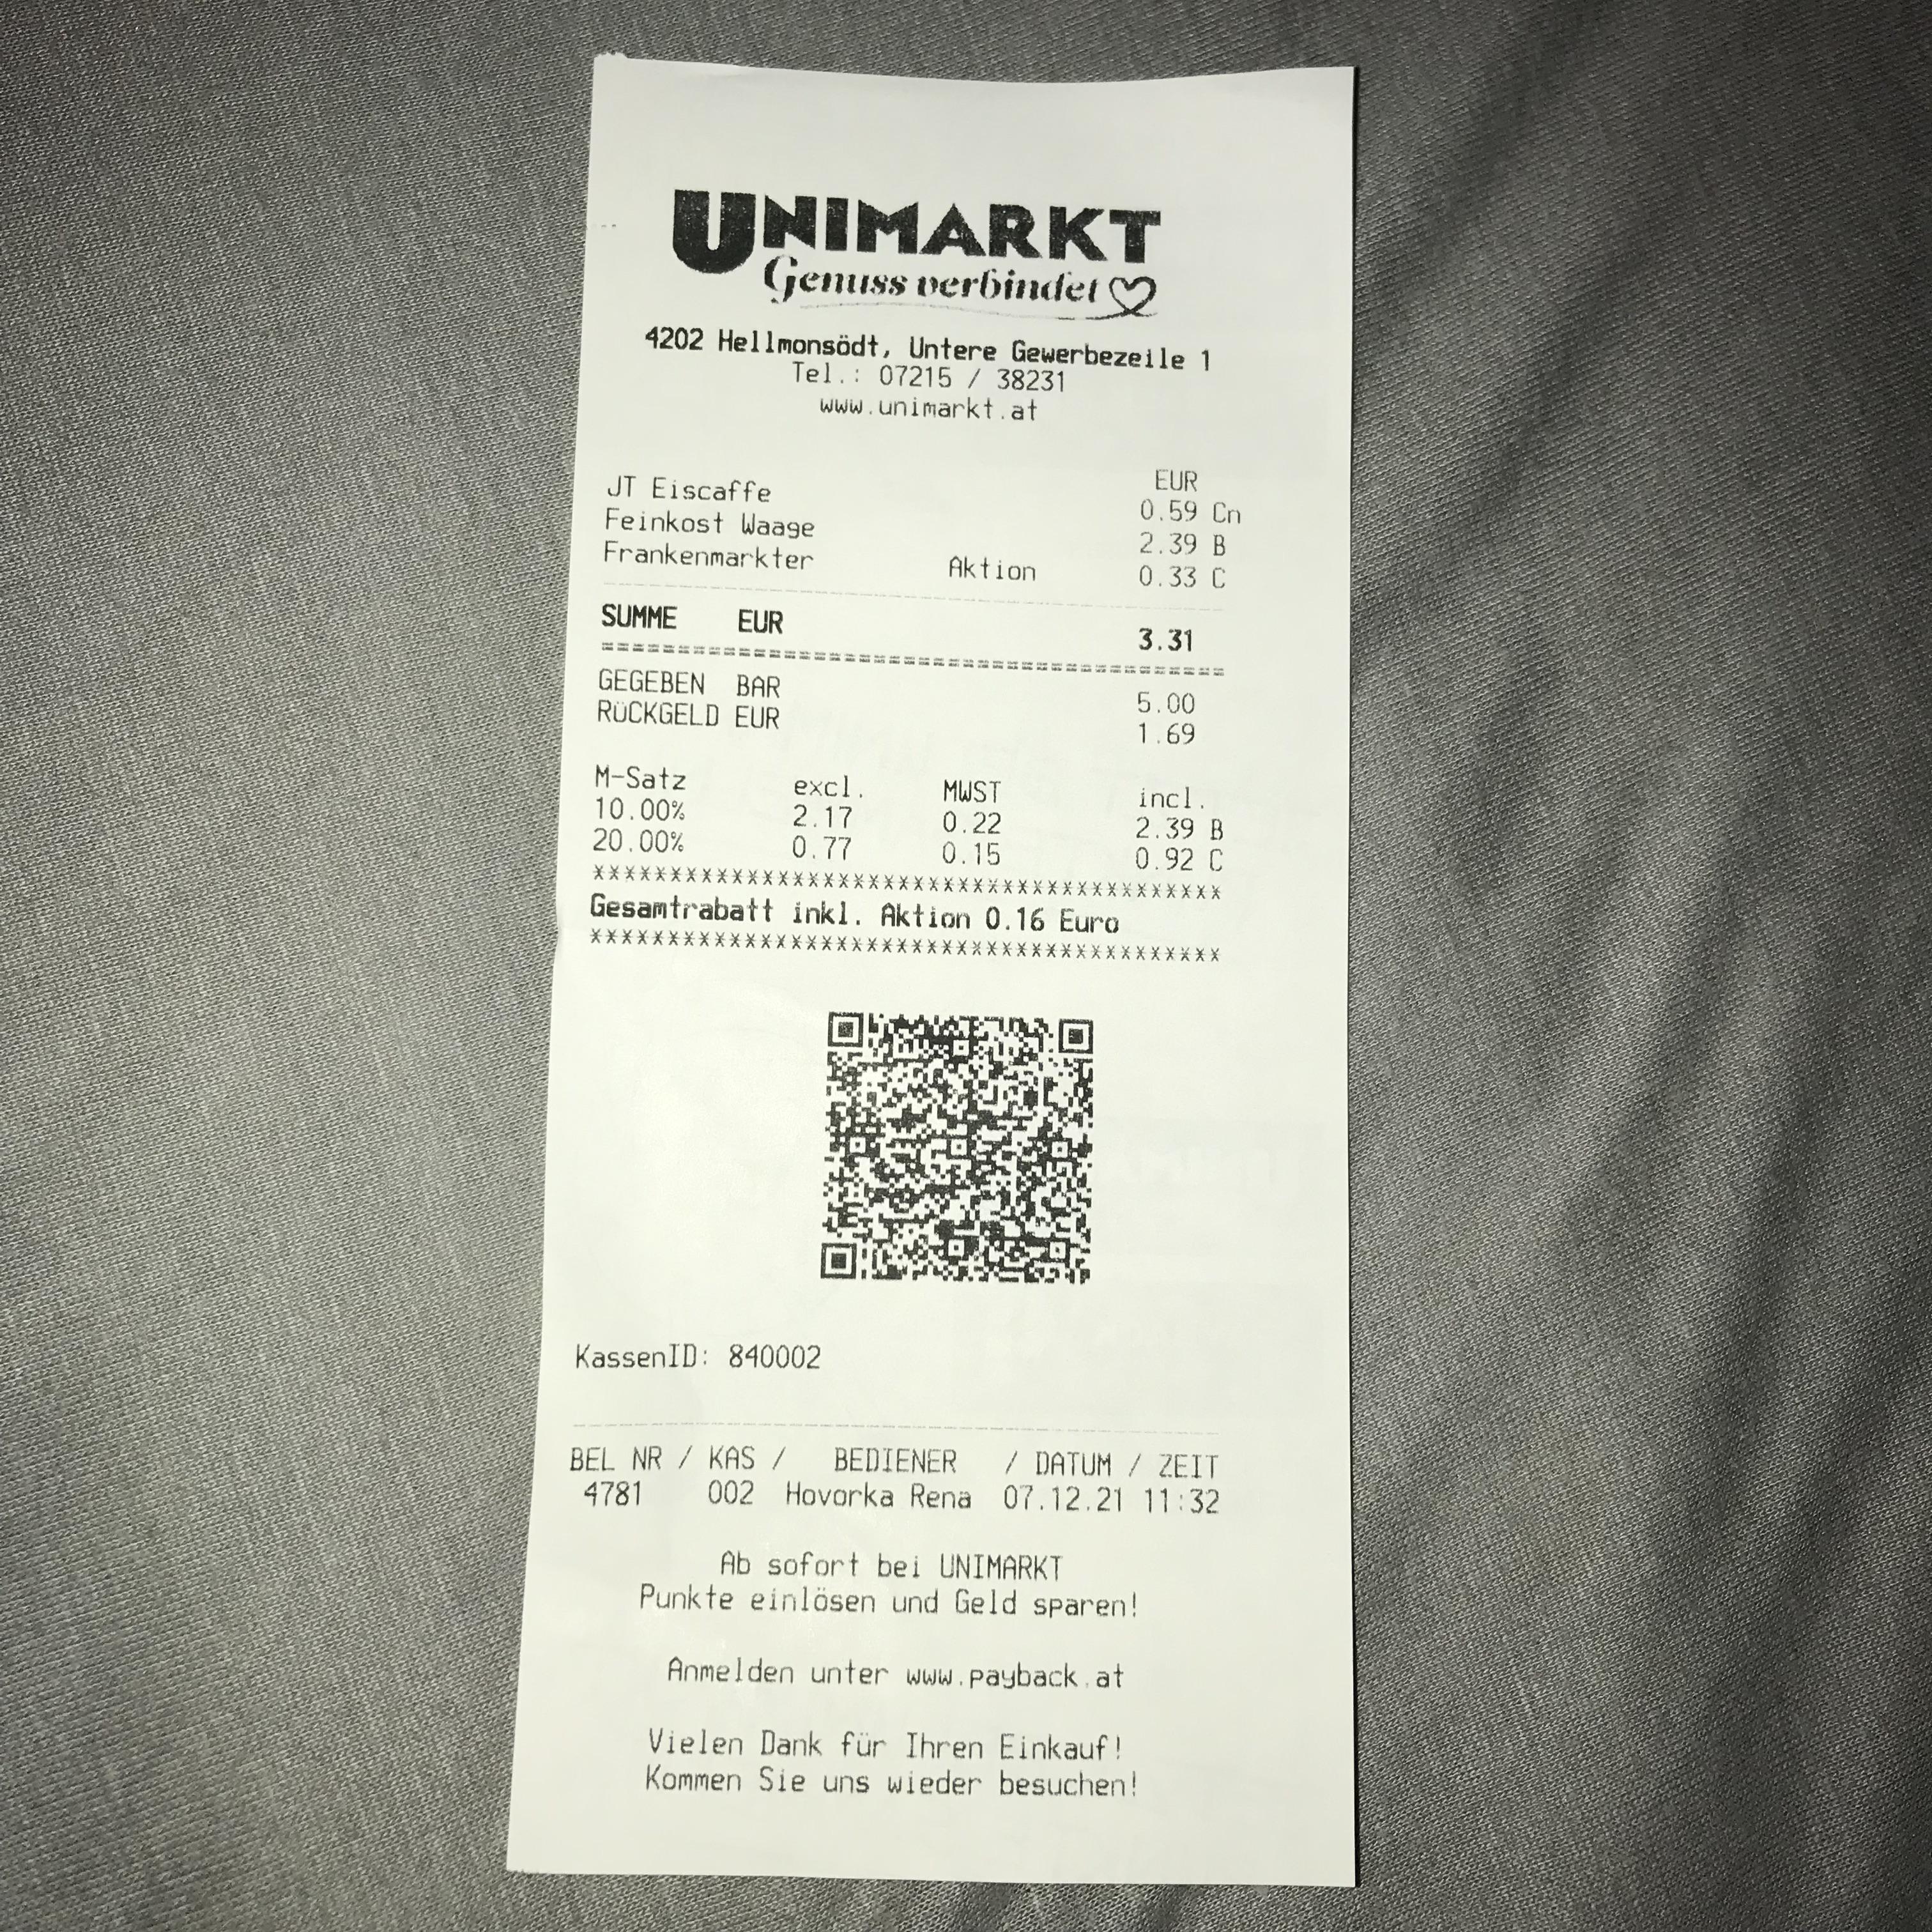 UNIMARKT
Genuss verbindet
4202 Hellmonsödt, Untere Gewerbezeile 1
Tel.: 07215 / 38231
www.unimarkt.at
EUR
JT Eiscaffe 0.59 Cn
Feinkost Waage 2.39 B
Frankenmarkter Aktion 0.33 C
SUMME EUR 3.31
GEGEBEN BAR 5.00
RÜCKGELD EUR 1.69
M-Satz excl. MWST incl.
10.00% 2.17 0.22 2.39 B
20.00% 0.77 0.15 0.92 C
*****************************************
Gesamtrabatt inkl. Aktion 0.16 Euro
*****************************************
KassenID: 840002
BEL NR / KAS / BEDIENER / DATUM / ZEIT
4781 002 Hovorka Rena 07.12.21 11:32
Ab sofort bei UNIMARKT
Punkte einlösen und Geld sparen!
Anmelden unter www.payback.at
Vielen Dank für Ihren Einkauf!
Kommen Sie uns wieder besuchen!